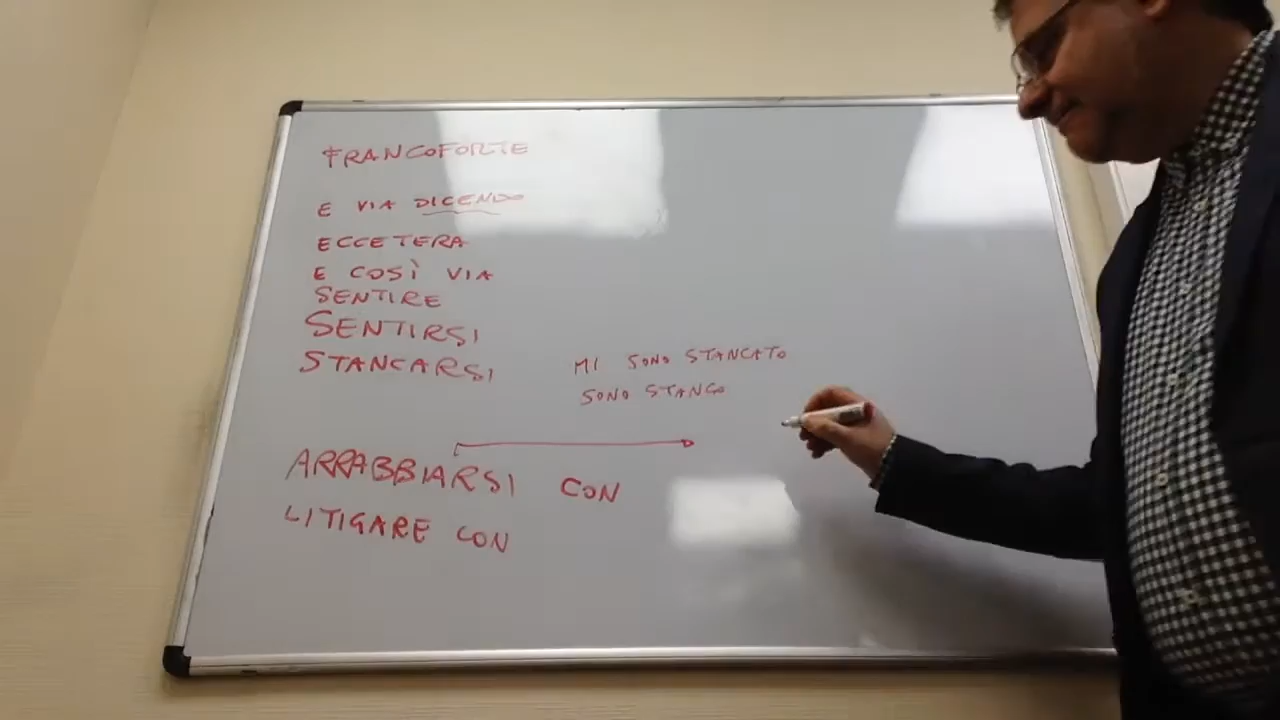 FRANCOFORTE
E VIA DICENDO
ECCETERA
E COSÌ VIA
SENTIRE
SENTIRSI
STANCARSI
MI SONO STANCATO
SONO STANCO
ARRABBIARSI CON
LITIGARE CON